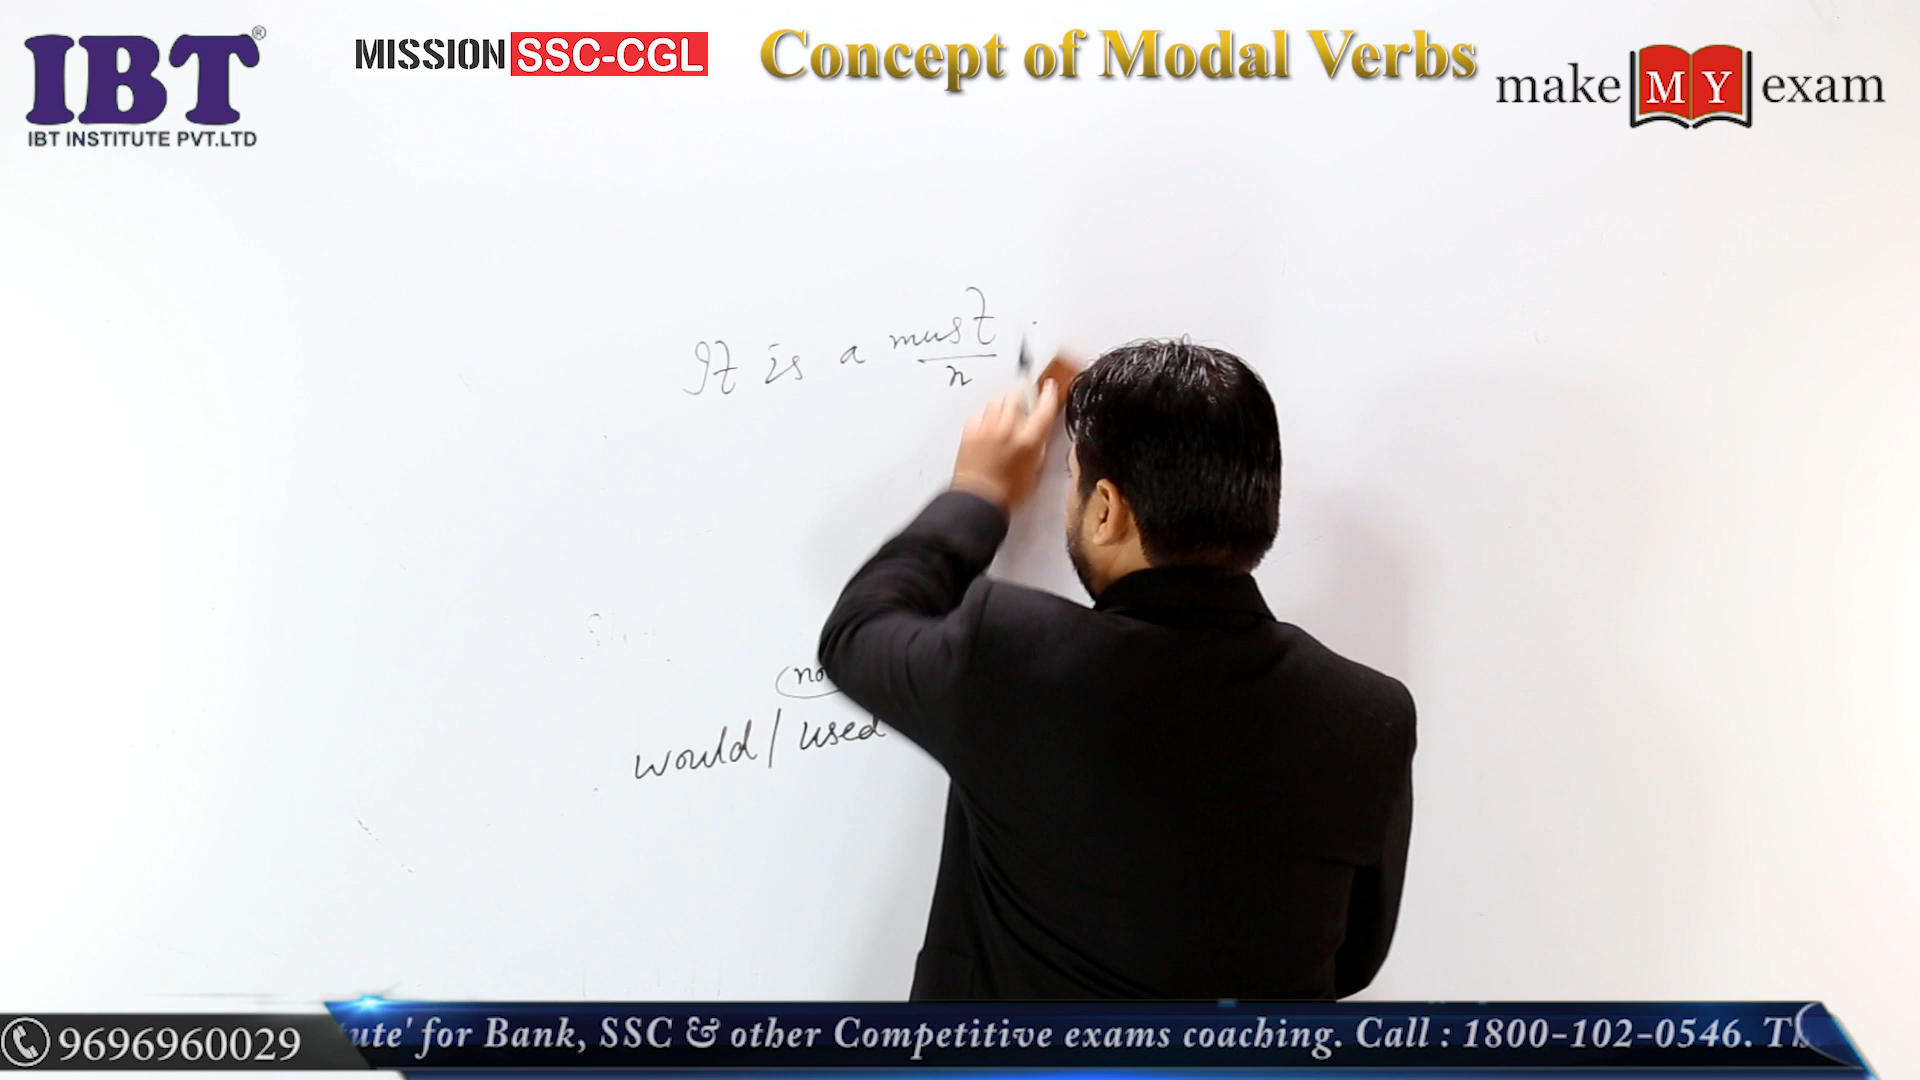 IBT®
IBT INSTITUTE PVT.LTD
MISSION SSC-CGL
Concept of Modal Verbs
make MY exam
It is a must
n
would / used
9696960029
tute' for Bank, SSC & other Competitive exams coaching. Call : 1800-102-0546.